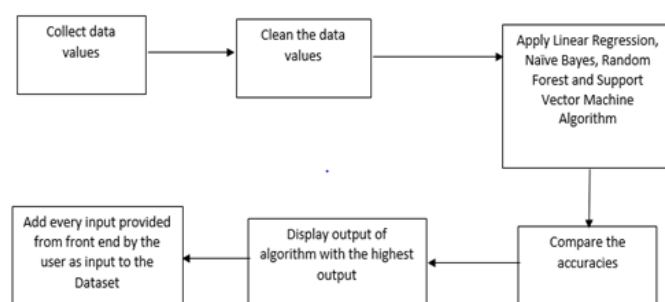 Collect data
values
Clean the data
values
Apply Linear Regression,
Naïve Bayes, Random
Forest and Support
Vector Machine
Algorithm
Compare the
accuracies
Display output of
algorithm with the highest
output
Add every input provided
from front end by the
user as input to the
Dataset